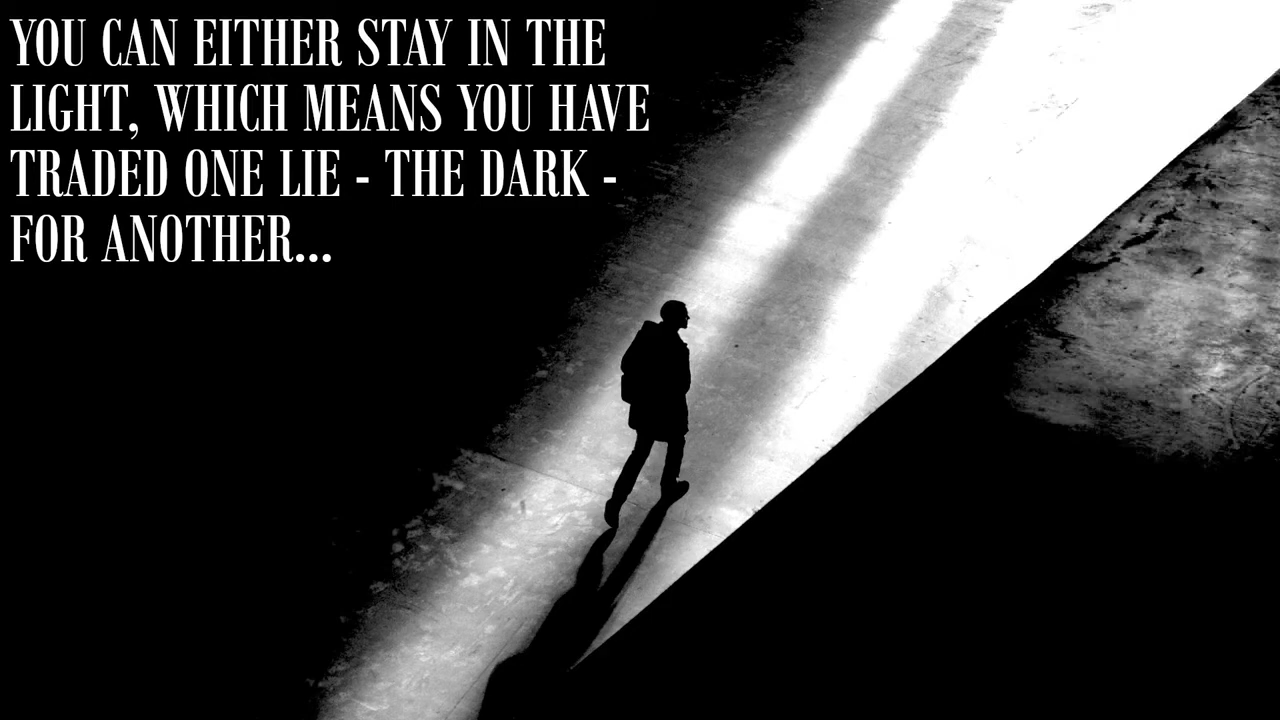 YOU CAN EITHER STAY IN THE
LIGHT, WHICH MEANS YOU HAVE
TRADED ONE LIE - THE DARK -
FOR ANOTHER...